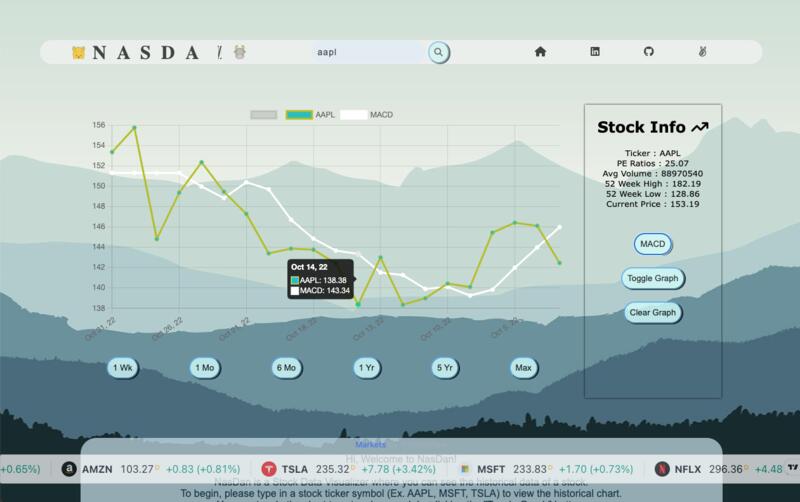 NASDA
aapl
AAPL MACD
156
154
152
150
148
146
144
142
140
138
Oct 14, 22
AAPL: 138.38
MACD: 143.34
Oct 31, 22 Oct 26, 22 Oct 21, 22 Oct 18, 22 Oct 13, 22 Oct 10, 22 Oct 5, 22
1 Wk 1 Mo 6 Mo 1 Yr 5 Yr Max
Stock Info
Ticker : AAPL
PE Ratios : 25.07
Avg Volume : 88970540
52 Week High : 182.19
52 Week Low : 128.86
Current Price : 153.19
MACD
Toggle Graph
Clear Graph
Markets
Hi, Welcome to NasDan!
+0.65%) AMZN 103.27 D +0.83 (+0.81%) TSLA 235.32 D +7.78 (+3.42%) MSFT 233.83 D +1.70 (+0.73%) NFLX 296.36 D +4.48
NasDan is a Stock Data Visualizer where you can see the historical data of a stock.
To begin, please type in a stock ticker symbol (Ex. AAPL, MSFT, TSLA) to view the historical chart.